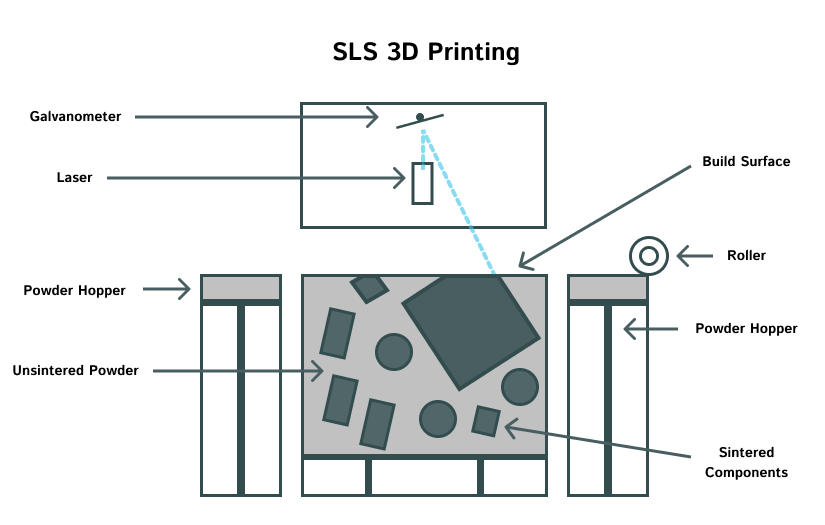 SLS 3D Printing
Galvanometer
Laser
Build Surface
Roller
Powder Hopper
Powder Hopper
Unsintered Powder
Sintered
Components